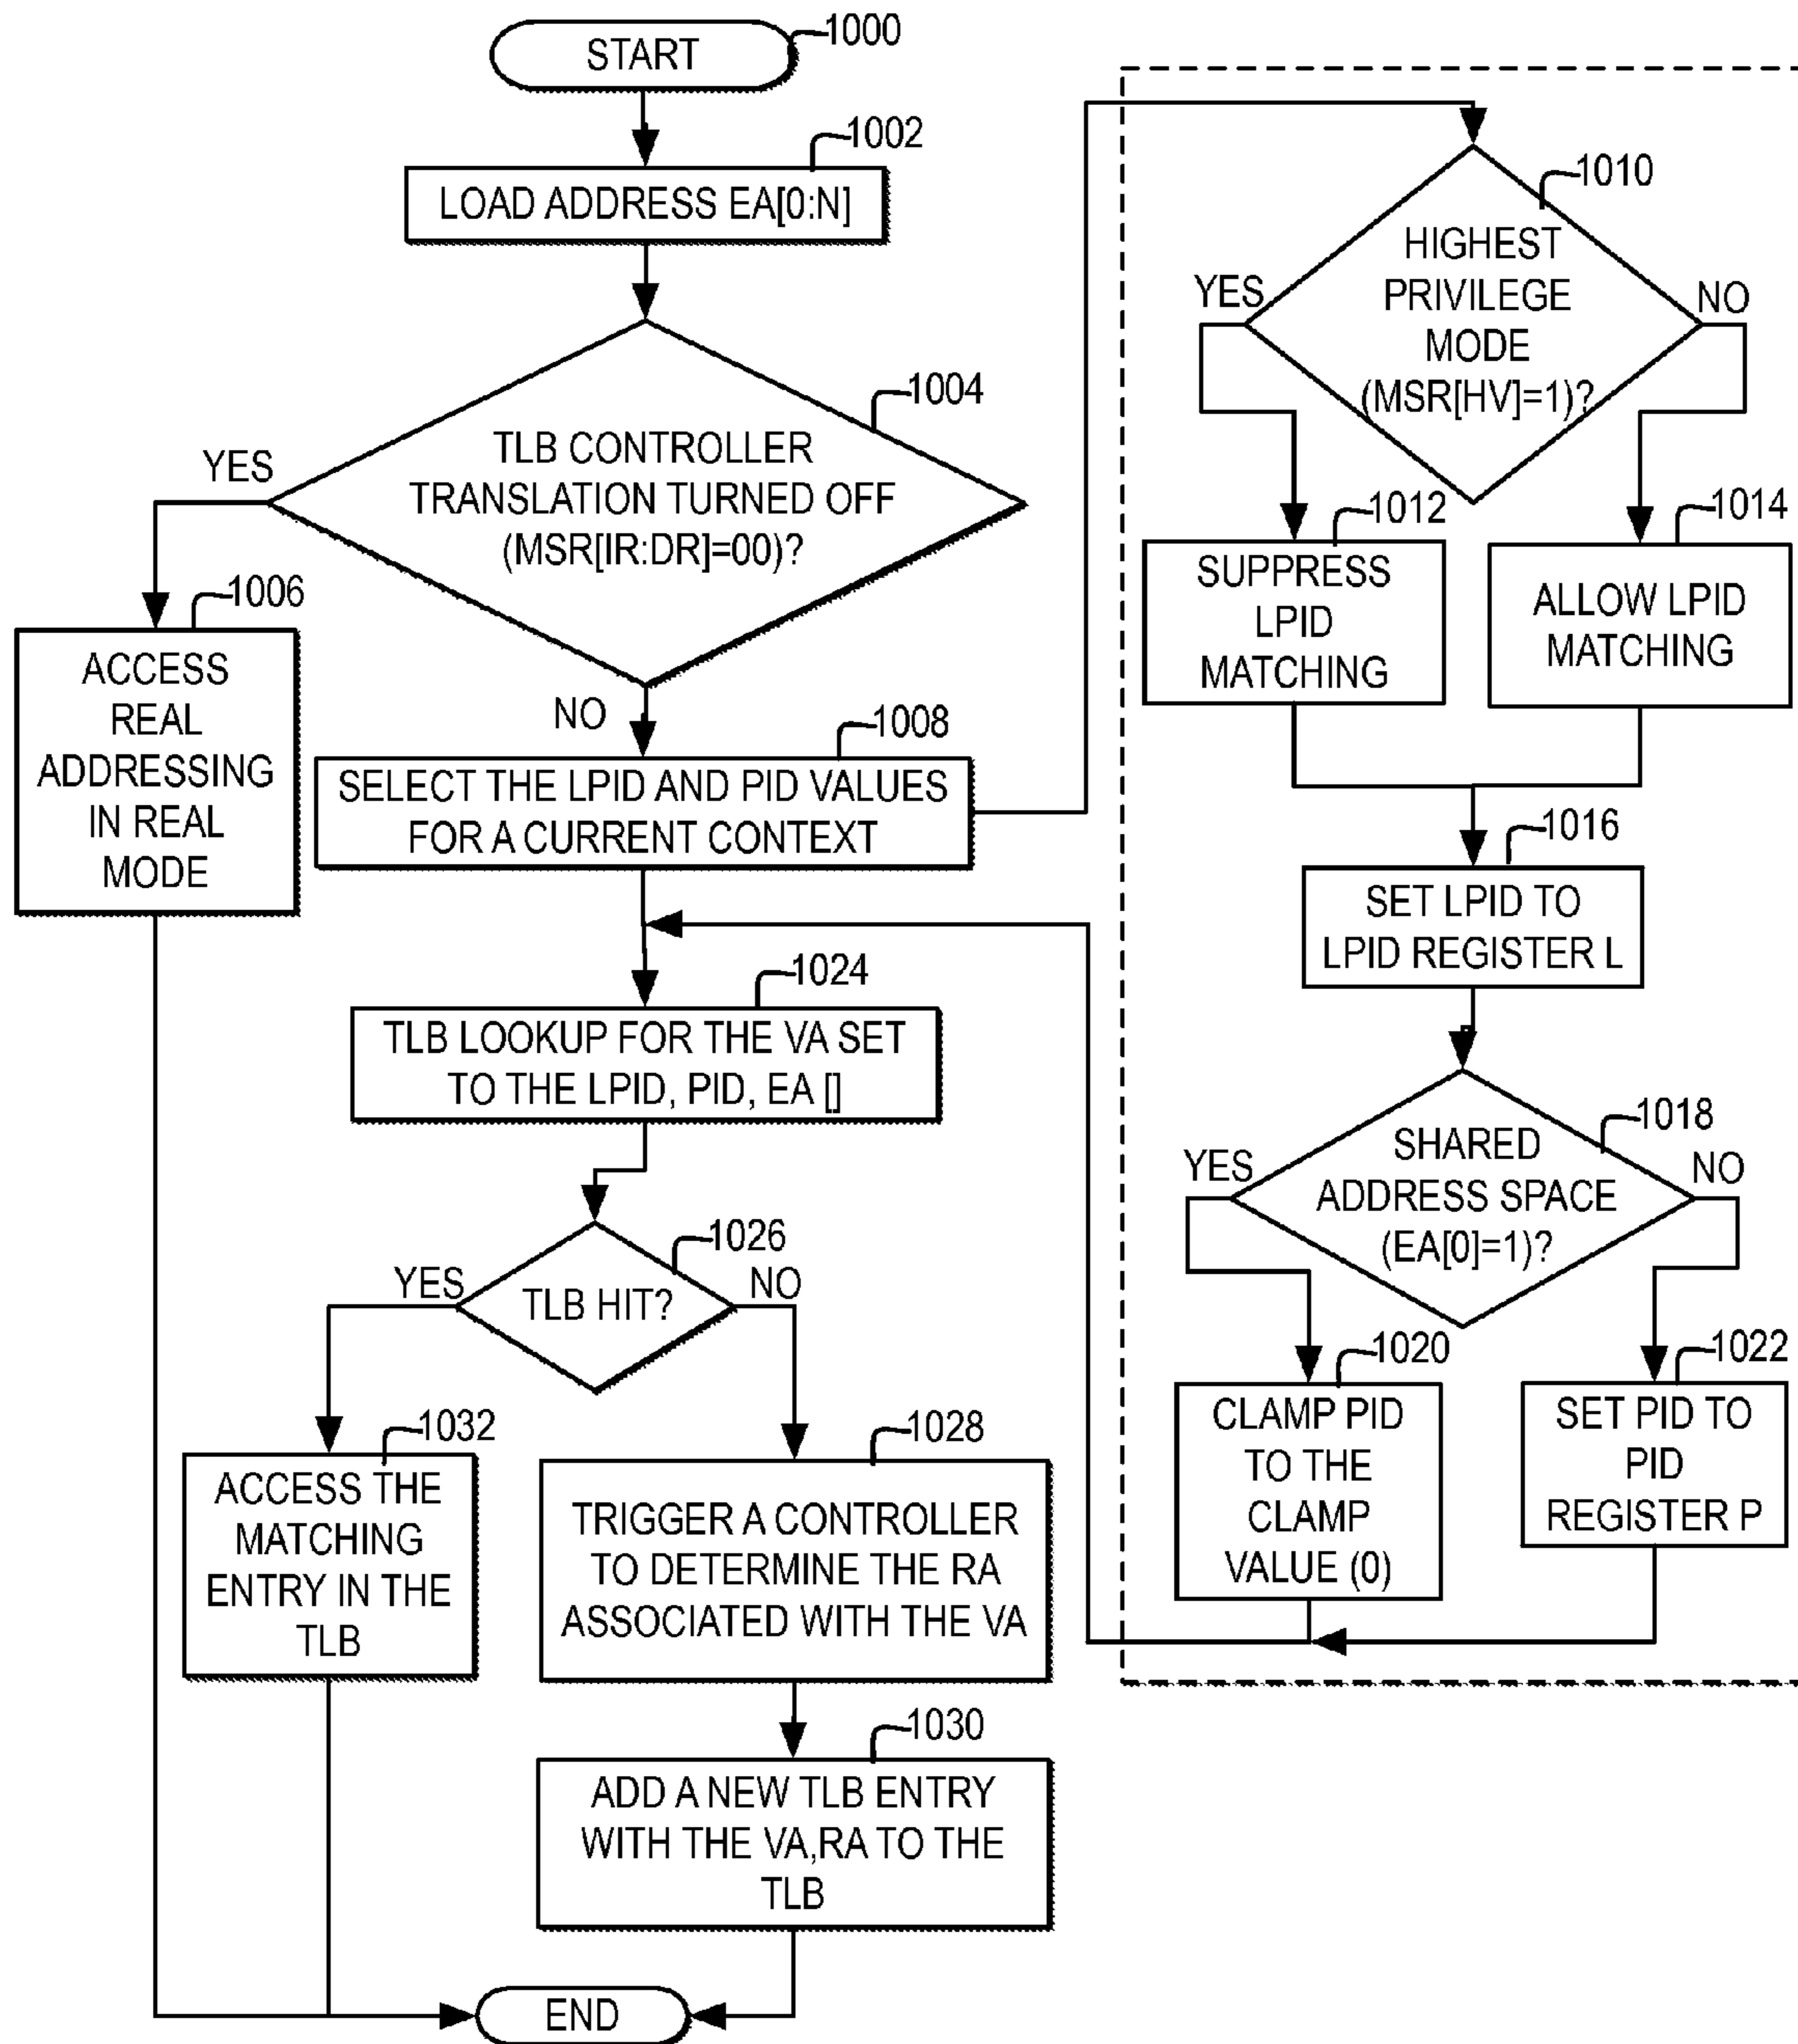 START
1000
1002
LOAD ADDRESS EA[0:N]
1004
TLB CONTROLLER
TRANSLATION TURNED OFF
(MSR[IR:DR]=00)?
YES
NO
1006
ACCESS
REAL
ADDRESSING
IN REAL
MODE
1008
SELECT THE LPID AND PID VALUES
FOR A CURRENT CONTEXT
1010
HIGHEST
PRIVILEGE
MODE
(MSR[HV]=1)?
YES
NO
1012
SUPPRESS
LPID
MATCHING
1014
ALLOW LPID
MATCHING
1016
SET LPID TO
LPID REGISTER L
1018
SHARED
ADDRESS SPACE
(EA[0]=1)?
YES
NO
1020
CLAMP PID
TO THE
CLAMP
VALUE (0)
1022
SET PID TO
PID
REGISTER P
1024
TLB LOOKUP FOR THE VA SET
TO THE LPID, PID, EA []
1026
TLB HIT?
YES
NO
1032
ACCESS THE
MATCHING
ENTRY IN THE
TLB
1028
TRIGGER A CONTROLLER
TO DETERMINE THE RA
ASSOCIATED WITH THE VA
1030
ADD A NEW TLB ENTRY
WITH THE VA,RA TO THE
TLB
END